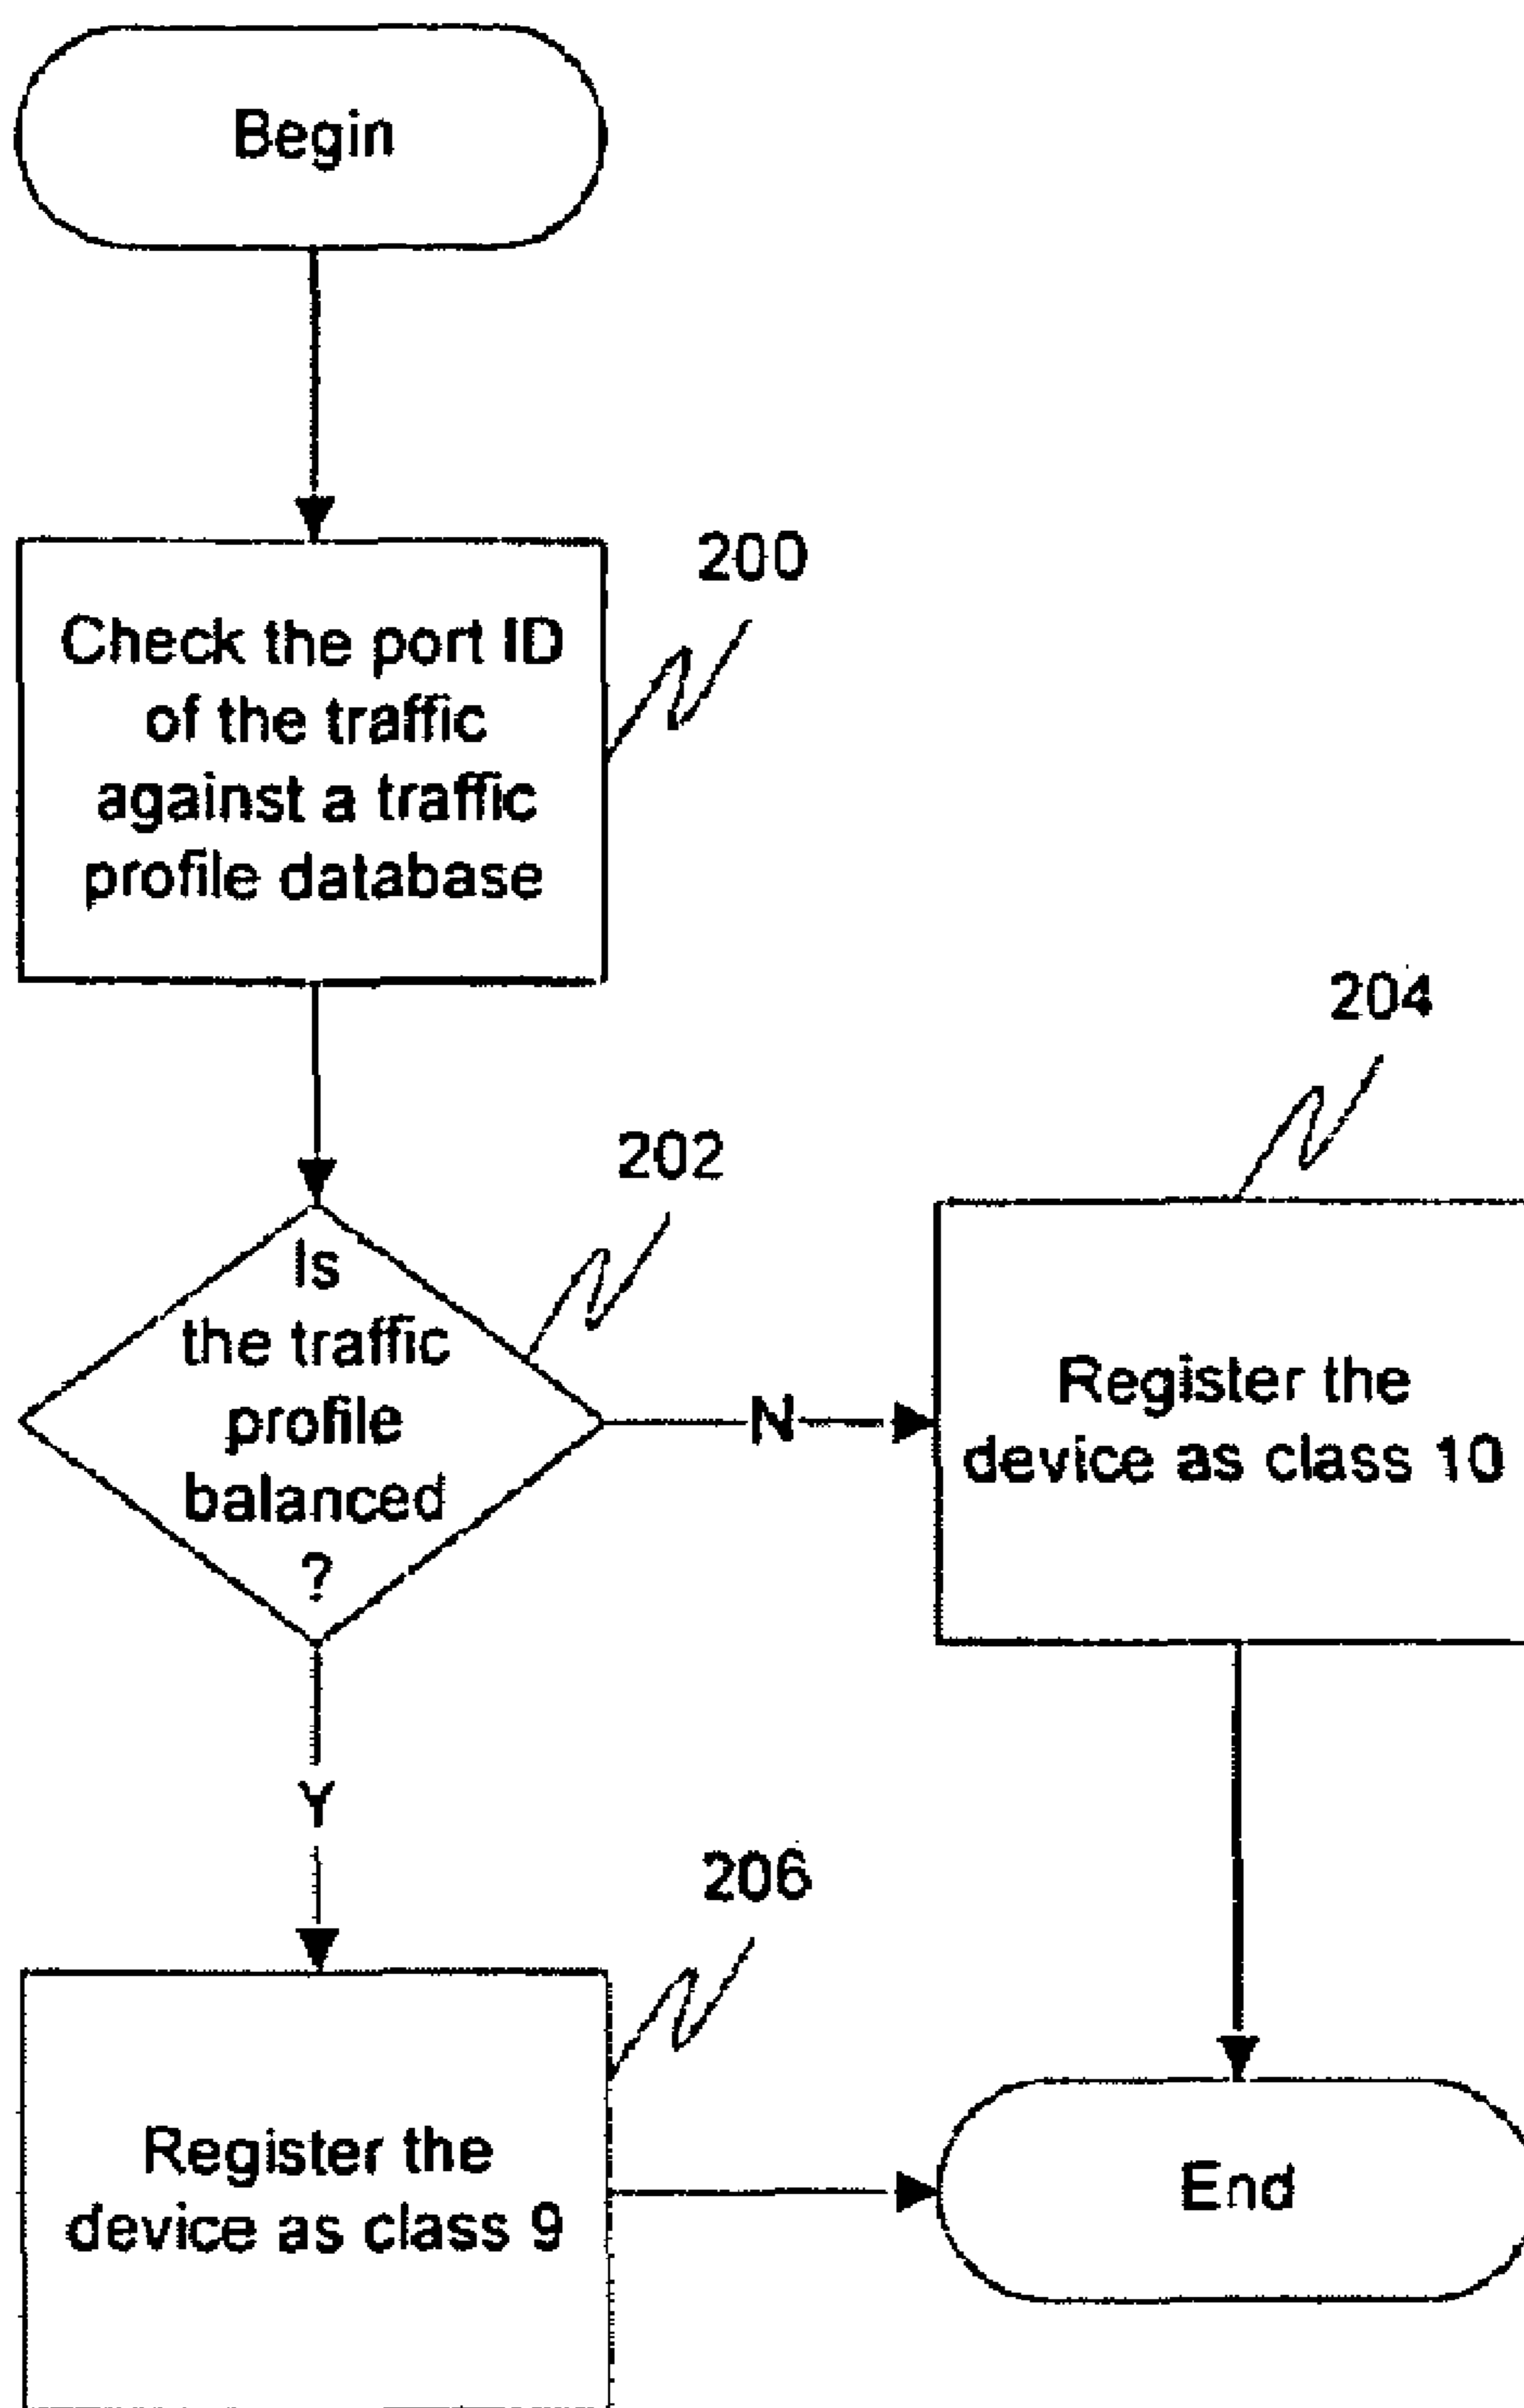 Begin
200
Check the port ID
of the traffic
against a traffic
profile database
202
Is
the traffic
profile
balanced
?
N
204
Register the
device as class 10
Y
206
Register the
device as class 9
End